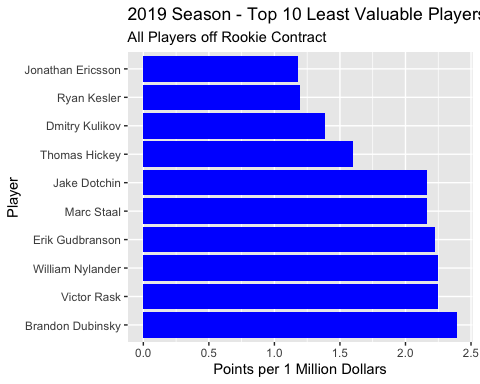 2019 Season - Top 10 Least Valuable Players
All Players off Rookie Contract
Player
Jonathan Ericsson
Ryan Kesler
Dmitry Kulikov
Thomas Hickey
Jake Dotchin
Marc Staal
Erik Gudbranson
William Nylander
Victor Rask
Brandon Dubinsky
0.0 0.5 1.0 1.5 2.0 2.5
Points per 1 Million Dollars